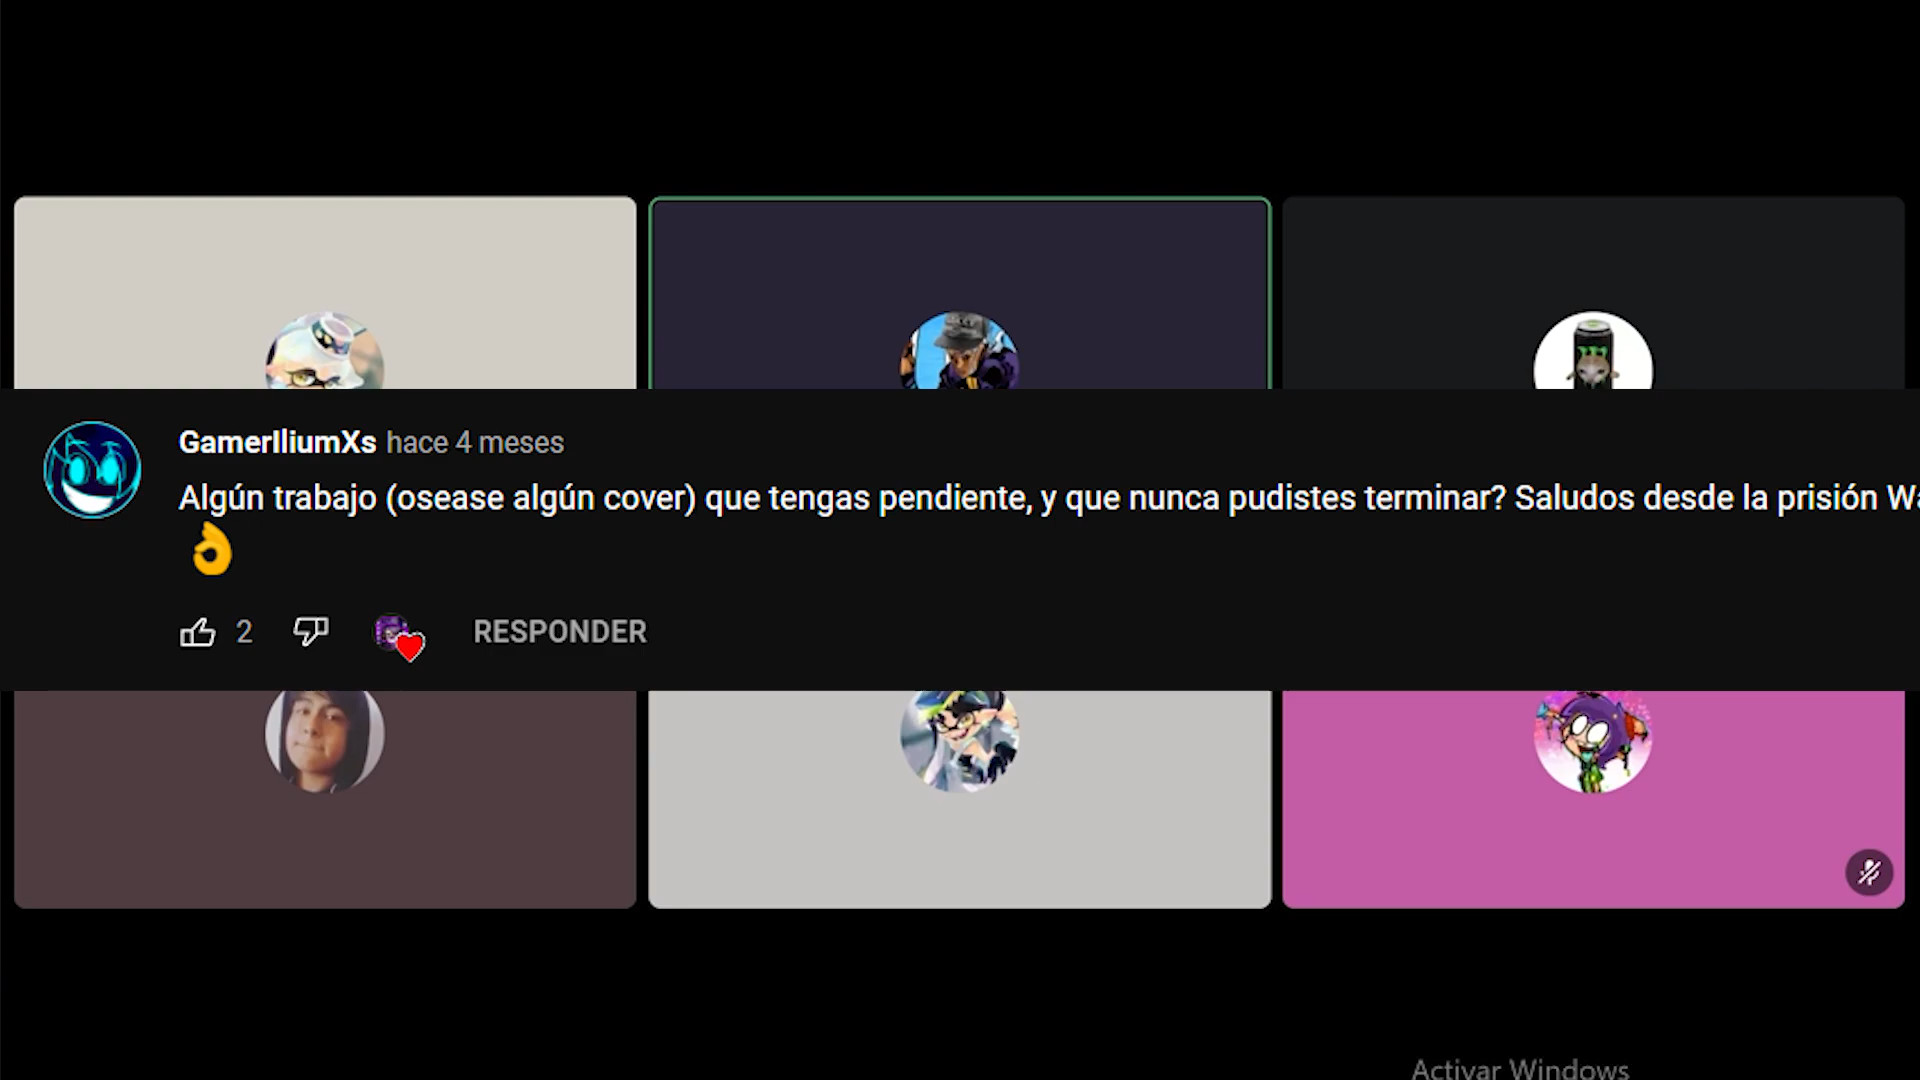 GamerIliumXs hace 4 meses
Algún trabajo (osease algún cover) que tengas pendiente, y que nunca pudistes terminar? Saludos desde la prisión
👌
2 RESPONDER
Activar Windows